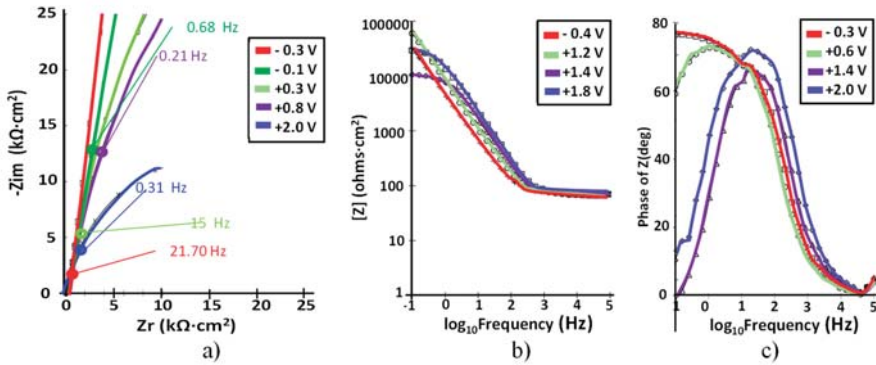 a)
25
20
15
10
5
0
-Zim (kΩ·cm²)
0 5 10 15 20 25
Zr (kΩ·cm²)
0.68 Hz
0.21 Hz
0.31 Hz
15 Hz
21.70 Hz
- 0.3 V
- 0.1 V
+0.3 V
+0.8 V
+2.0 V
a)
b)
100000
10000
1000
100
10
1
[Z] (ohms·cm²)
-1 0 1 2 3 4 5
log₁₀Frequency (Hz)
- 0.4 V
+1.2 V
+1.4 V
+1.8 V
b)
c)
80
60
40
20
0
Phase of Z(deg)
-1 0 1 2 3 4 5
log₁₀Frequency (Hz)
- 0.3 V
+0.6 V
+1.4 V
+2.0 V
c)